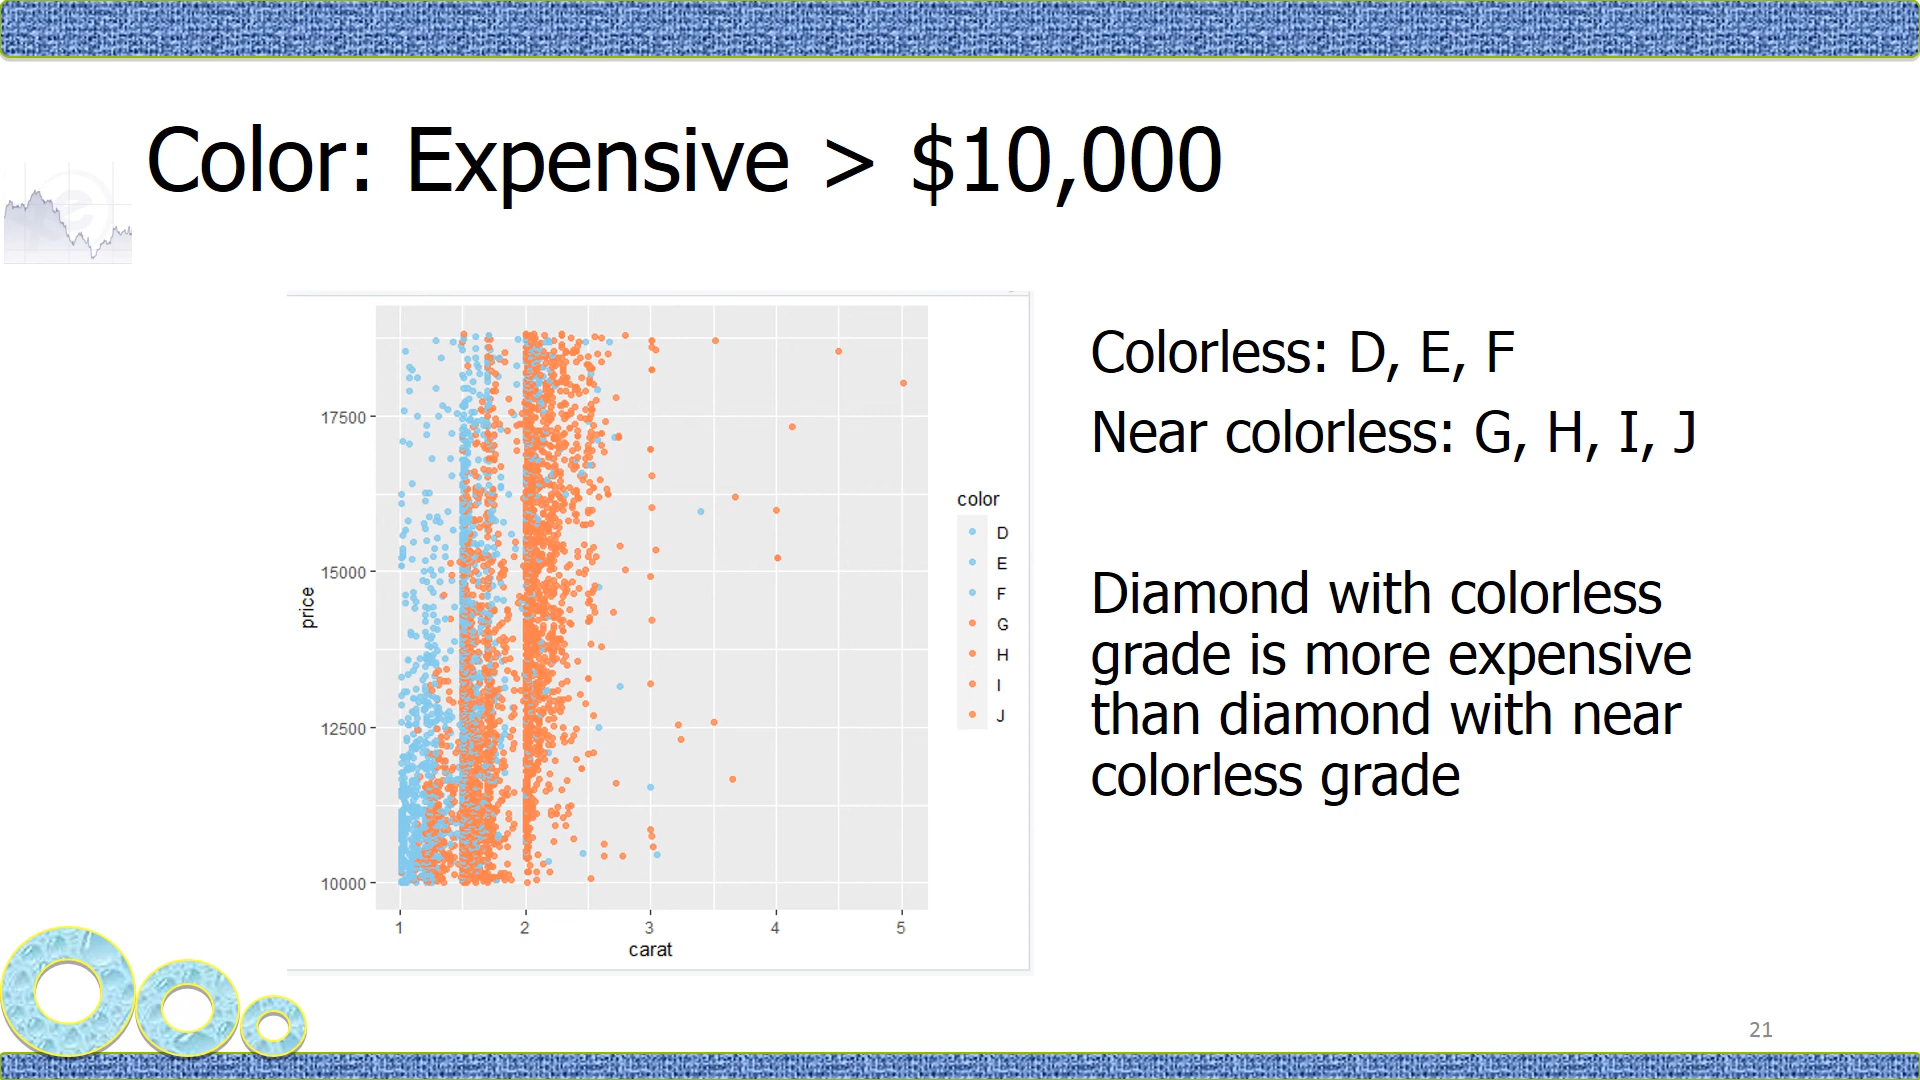 Color: Expensive > $10,000
17500
15000
12500
10000
price
1 2 3 4 5
carat
color
D
E
F
G
H
I
J
Colorless: D, E, F
Near colorless: G, H, I, J
Diamond with colorless
grade is more expensive
than diamond with near
colorless grade
21